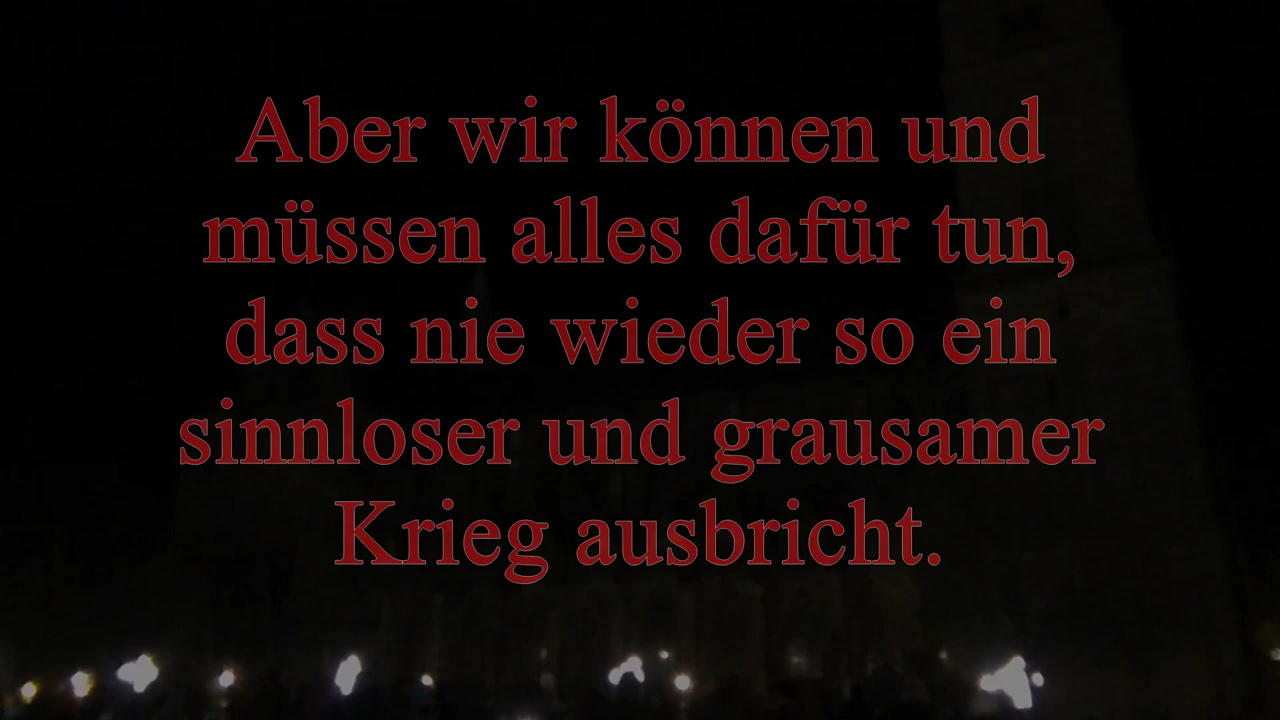 Aber wir können und
müssen alles dafür tun,
dass nie wieder so ein
sinnloser und grausamer
Krieg ausbricht.